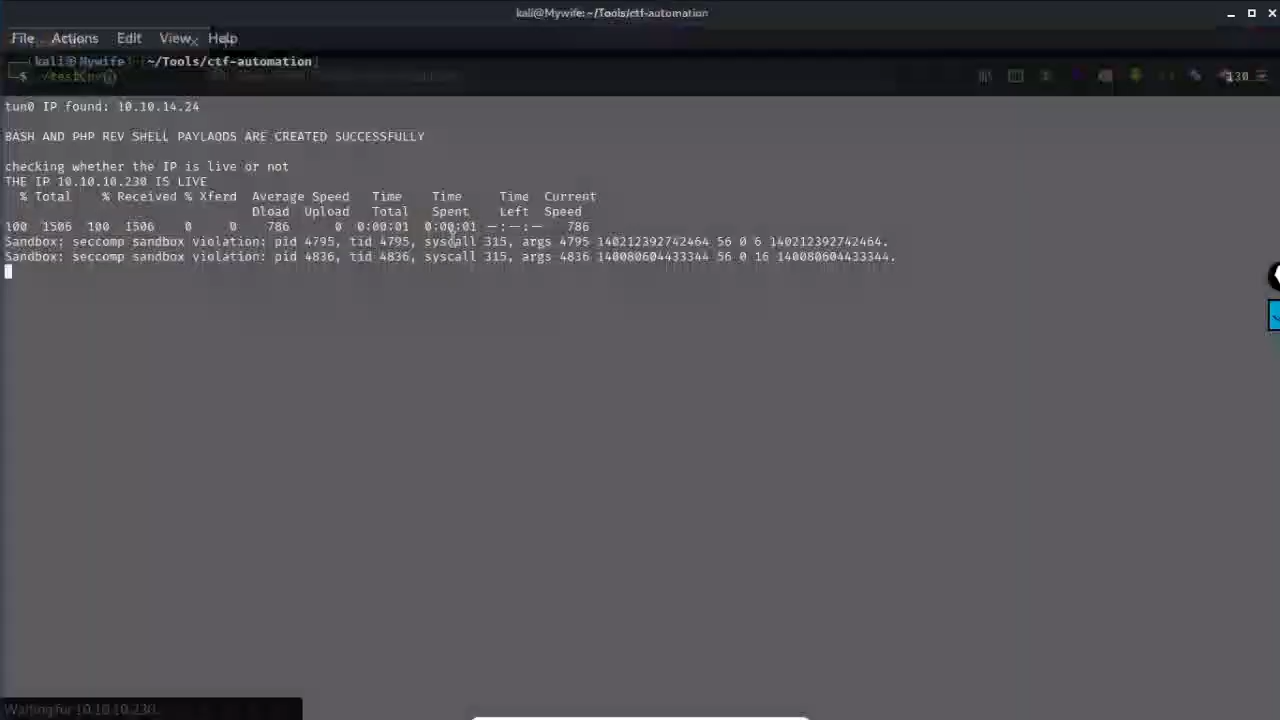 kali@Mywife:~/Tools/ctf-automation
File Actions Edit View Help
kali@Mywife ~/Tools/ctf-automation
$
130
tun0 IP found: 10.10.14.24
BASH AND PHP REV SHELL PAYLAODS ARE CREATED SUCCESSFULLY
checking whether the IP is live or not
THE IP 10.10.10.230 IS LIVE
% Total % Received % Xferd Average Speed Time Time Time Current
Dload Upload Total Spent Left Speed
100 1506 100 1506 0 0 786 0 0:00:01 0:00:01 --:--:-- 786
Sandbox: seccomp sandbox violation: pid 4795, tid 4795, syscall 315, args 4795 140212392742464 56 0 6 140212392742464.
Sandbox: seccomp sandbox violation: pid 4836, tid 4836, syscall 315, args 4836 140080604433344 56 0 16 140080604433344.
Waiting for 10.10.10.230...